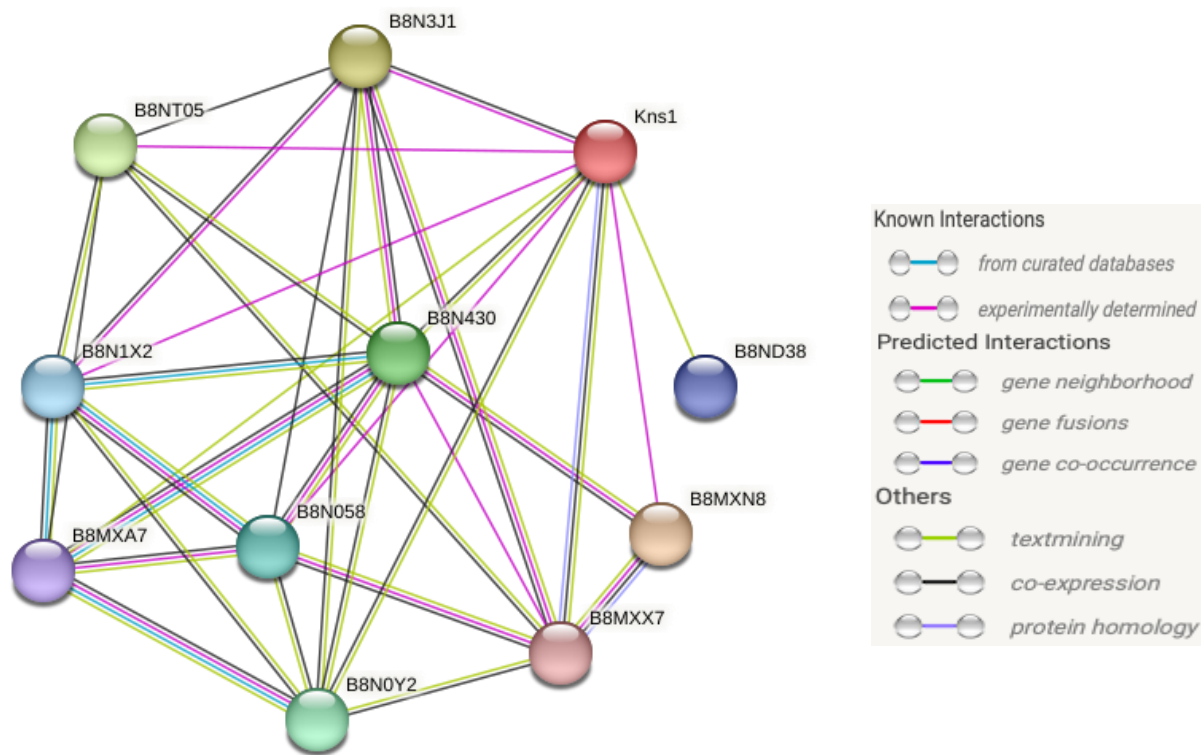 B8N3J1
B8NT05
Kns1
B8N430
B8N1X2
B8ND38
B8MXN8
B8N058
B8MXA7
B8MXX7
B8N0Y2
Known Interactions
from curated databases
experimentally determined
Predicted Interactions
gene neighborhood
gene fusions
gene co-occurrence
Others
textmining
co-expression
protein homology